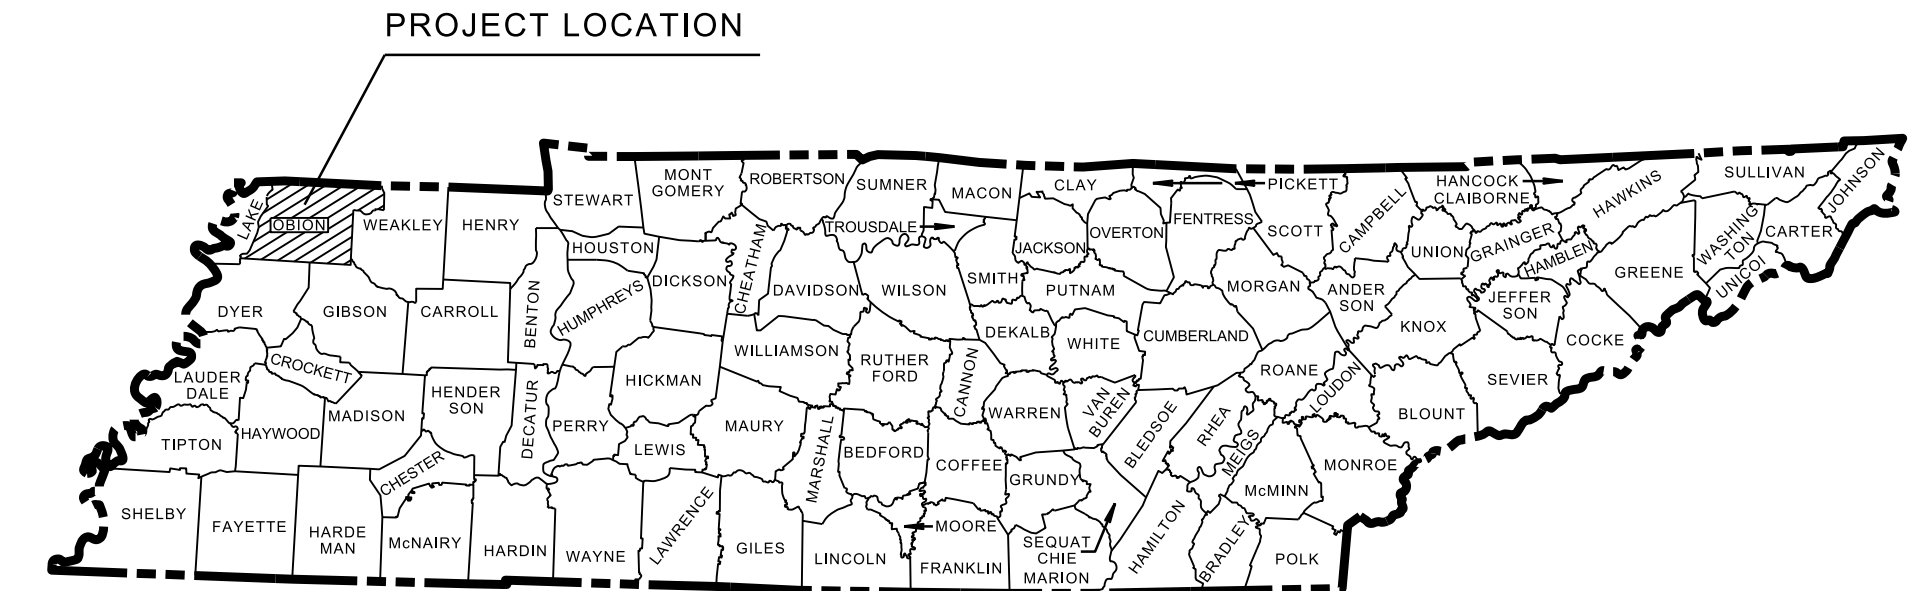 PROJECT LOCATION
LAKE
OBION
WEAKLEY
HENRY
STEWART
MONT
GOMERY
ROBERTSON
SUMNER
MACON
CLAY
PICKETT
HANCOCK
CLAIBORNE
HAWKINS
SULLIVAN
JOHNSON
TROUSDALE
JACKSON
OVERTON
FENTRESS
SCOTT
CAMPBELL
UNION
GRAINGER
HAMBLEN
GREENE
WASHING
TON
CARTER
UNICOI
HOUSTON
DICKSON
CHEATHAM
DAVIDSON
WILSON
SMITH
PUTNAM
MORGAN
ANDER
SON
KNOX
JEFFER
SON
COCKE
DYER
GIBSON
CARROLL
BENTON
HUMPHREYS
WILLIAMSON
RUTHER
FORD
CANNON
DEKALB
WHITE
CUMBERLAND
ROANE
LOUDON
BLOUNT
SEVIER
LAUDER
DALE
CROCKETT
HAYWOOD
MADISON
HENDER
SON
DECATUR
PERRY
HICKMAN
LEWIS
MAURY
MARSHALL
BEDFORD
COFFEE
WARREN
VAN
BUREN
BLEDSOE
RHEA
MEIGS
McMINN
MONROE
TIPTON
CHESTER
GRUNDY
SHELBY
FAYETTE
HARDE
MAN
McNAIRY
HARDIN
WAYNE
LAWRENCE
GILES
LINCOLN
MOORE
FRANKLIN
SEQUAT
CHIE
MARION
HAMILTON
BRADLEY
POLK